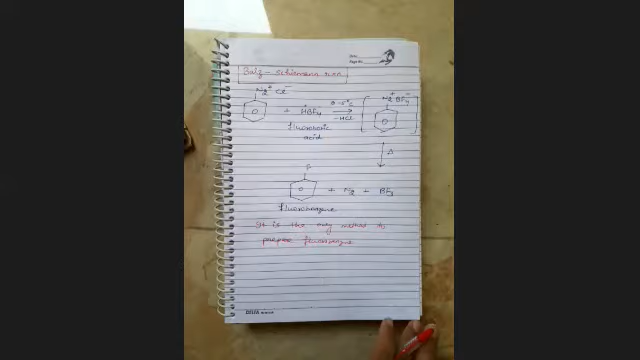 Balz - schiemann rxn
N₂⁺ Cl⁻ + HBF₄ 0-5°C -HCl N₂⁺ BF₄⁻
fluoroboric
acid
Δ
F
+ N₂ + BF₃
fluorobenzene
It is the only method to
prepare fluorobenzene